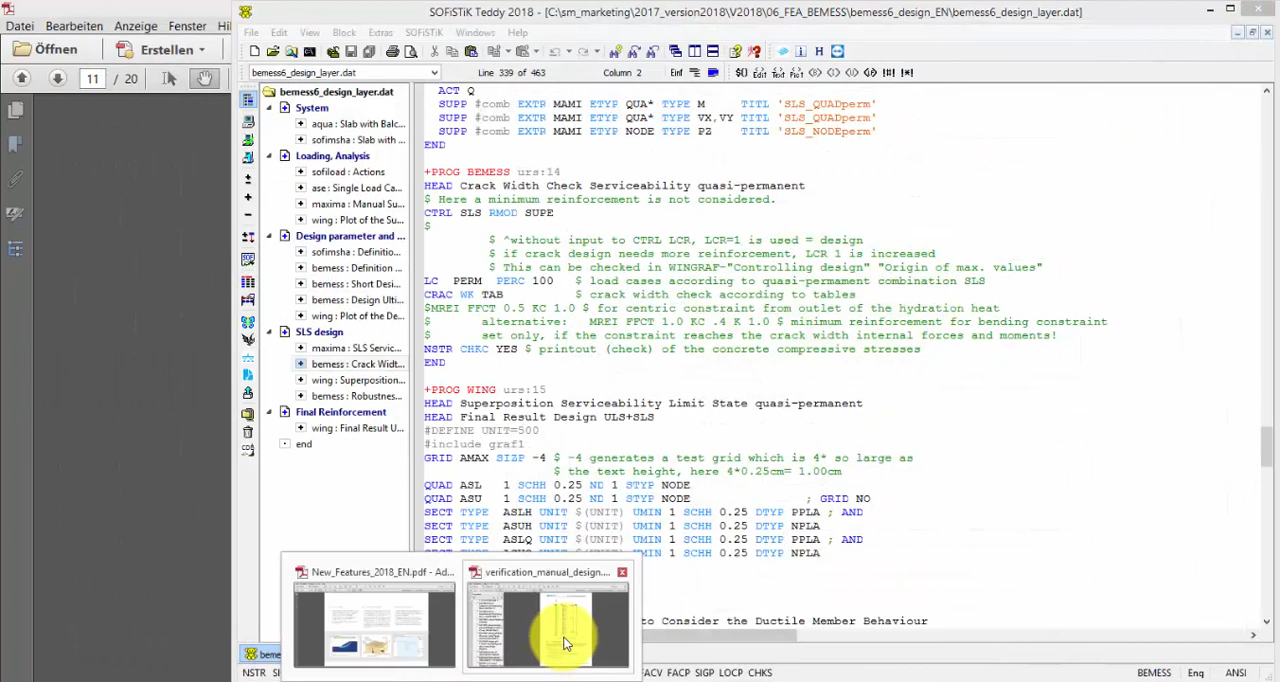 SOFiSTiK Teddy 2018 - [C:\sm_marketing\2017_version2018\V2018\06_FEA_BEMESS\bemess6_design_EN\bemess6_design_layer.dat]
Datei Bearbeiten Anzeige Fenster Hi
File Edit View Block Extras SOFiSTiK Windows Help
Öffnen Erstellen
11 / 20
bemess6_design_layer.dat Line 339 of 463 Column 2
bemess6_design_layer.dat
System
aqua : Slab with Balc...
sofimsha : Slab with ...
Loading, Analysis
sofiload : Actions
ase : Single Load Ca...
maxima : Manual Su...
wing : Plot of the Su...
Design parameter and ...
sofimsha : Definitio...
bemess : Definition ...
bemess : Short Desi...
bemess : Design Ulti...
wing : Plot of the De...
SLS design
maxima : SLS Servic...
bemess : Crack Widt...
wing : Superposition...
bemess : Robustnes...
Final Reinforcement
wing : Final Result U...
end
ACT Q
SUPP #comb EXTR MAMI ETYP QUA* TYPE M TITL 'SLS_QUADperm'
SUPP #comb EXTR MAMI ETYP QUA* TYPE VX,VY TITL 'SLS_QUADperm'
SUPP #comb EXTR MAMI ETYP NODE TYPE PZ TITL 'SLS_NODEperm'
END
+PROG BEMESS urs:14
HEAD Crack Width Check Serviceability quasi-permanent
$ Here a minimum reinforcement is not considered.
CTRL SLS RMOD SUPE
$
$ ^without input to CTRL LCR, LCR=1 is used = design
$ if crack design needs more reinforcement, LCR 1 is increased
$ This can be checked in WINGRAF-"Controlling design" "Origin of max. values"
LC PERM PERC 100 $ load cases according to quasi-permament combination SLS
CRAC WK TAB $ crack width check according to tables
$MREI FFCT 0.5 KC 1.0 $ for centric constraint from outlet of the hydration heat
$ alternative: MREI FFCT 1.0 KC .4 K 1.0 $ minimum reinforcement for bending constraint
$ set only, if the constraint reaches the crack width internal forces and moments!
NSTR CHKC YES $ printout (check) of the concrete compressive stresses
END
+PROG WING urs:15
HEAD Superposition Serviceability Limit State quasi-permanent
HEAD Final Result Design ULS+SLS
#DEFINE UNIT=500
#include graf1
GRID AMAX SIZP -4 $ -4 generates a test grid which is 4* so large as
$ the text height, here 4*0.25cm= 1.00cm
QUAD ASL 1 SCHH 0.25 ND 1 STYP NODE
QUAD ASU 1 SCHH 0.25 ND 1 STYP NODE ; GRID NO
SECT TYPE ASLH UNIT $(UNIT) UMIN 1 SCHH 0.25 DTYP PPLA ; AND
SECT TYPE ASUH UNIT $(UNIT) UMIN 1 SCHH 0.25 DTYP NPLA
SECT TYPE ASLQ UNIT $(UNIT) UMIN 1 SCHH 0.25 DTYP PPLA ; AND
UNIT $(UNIT) UMIN 1 SCHH 0.25 DTYP NPLA
New_Features_2018_EN.pdf - Ad...
verification_manual_design....
to Consider the Ductile Member Behaviour
beme
NSTR FACV FACP SIGP LOCP CHKS BEMESS Eng ANSI